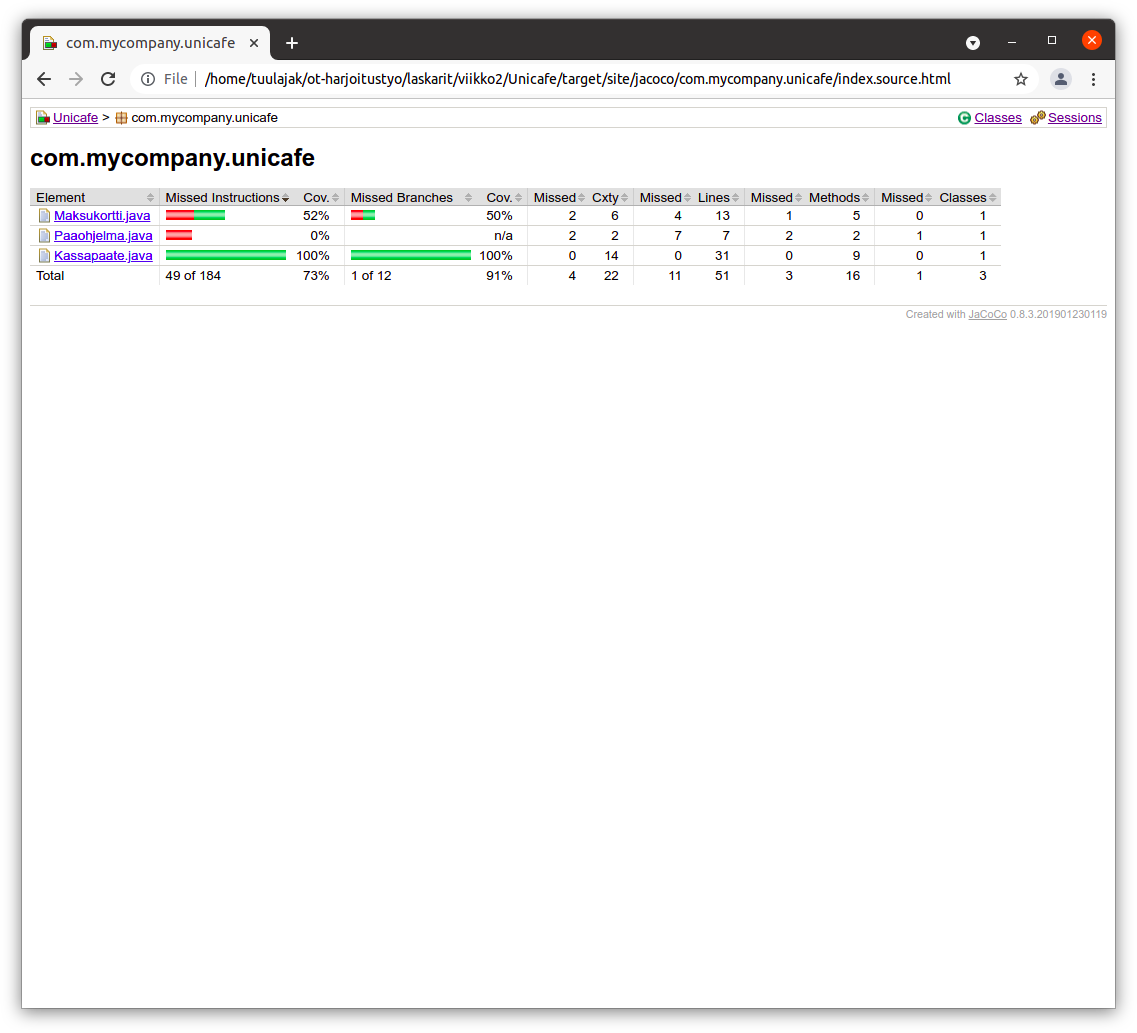 com.mycompany.unicafe
File /home/tuulajak/ot-harjoitustyo/laskarit/viikko2/Unicafe/target/site/jacoco/com.mycompany.unicafe/index.source.html
Unicafe > com.mycompany.unicafe Classes Sessions
com.mycompany.unicafe
Element Missed Instructions Cov. Missed Branches Cov. Missed Cxty Missed Lines Missed Methods Missed Classes
Maksukortti.java 52% 50% 2 6 4 13 1 5 0 1
Paaohjelma.java 0% n/a 2 2 7 7 2 2 1 1
Kassapaate.java 100% 100% 0 14 0 31 0 9 0 1
Total 49 of 184 73% 1 of 12 91% 4 22 11 51 3 16 1 3
Created with JaCoCo 0.8.3.201901230119